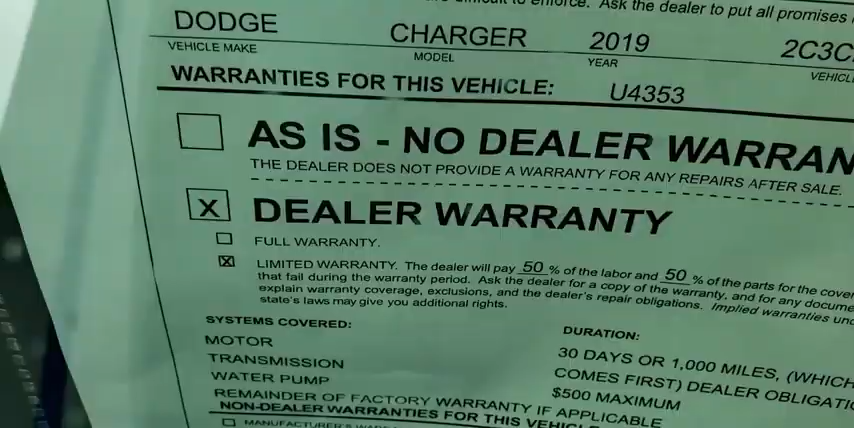 difficult to enforce. Ask the dealer to put all promises
DODGE CHARGER 2019 2C3C
VEHICLE MAKE MODEL YEAR VEHICL
WARRANTIES FOR THIS VEHICLE: U4353
AS IS - NO DEALER WARRAN
THE DEALER DOES NOT PROVIDE A WARRANTY FOR ANY REPAIRS AFTER SALE.
X DEALER WARRANTY
FULL WARRANTY.
X LIMITED WARRANTY. The dealer will pay 50 % of the labor and 50 % of the parts for the cover
that fail during the warranty period. Ask the dealer for a copy of the warranty, and for any docume
explain warranty coverage, exclusions, and the dealer's repair obligations. Implied warranties und
state's laws may give you additional rights.
SYSTEMS COVERED: DURATION:
MOTOR 30 DAYS OR 1,000 MILES, (WHICH
TRANSMISSION COMES FIRST) DEALER OBLIGATIO
WATER PUMP $500 MAXIMUM
REMAINDER OF FACTORY WARRANTY IF APPLICABLE
NON-DEALER WARRANTIES FOR THIS VEHICLE
MANUFACTURER'S WAR